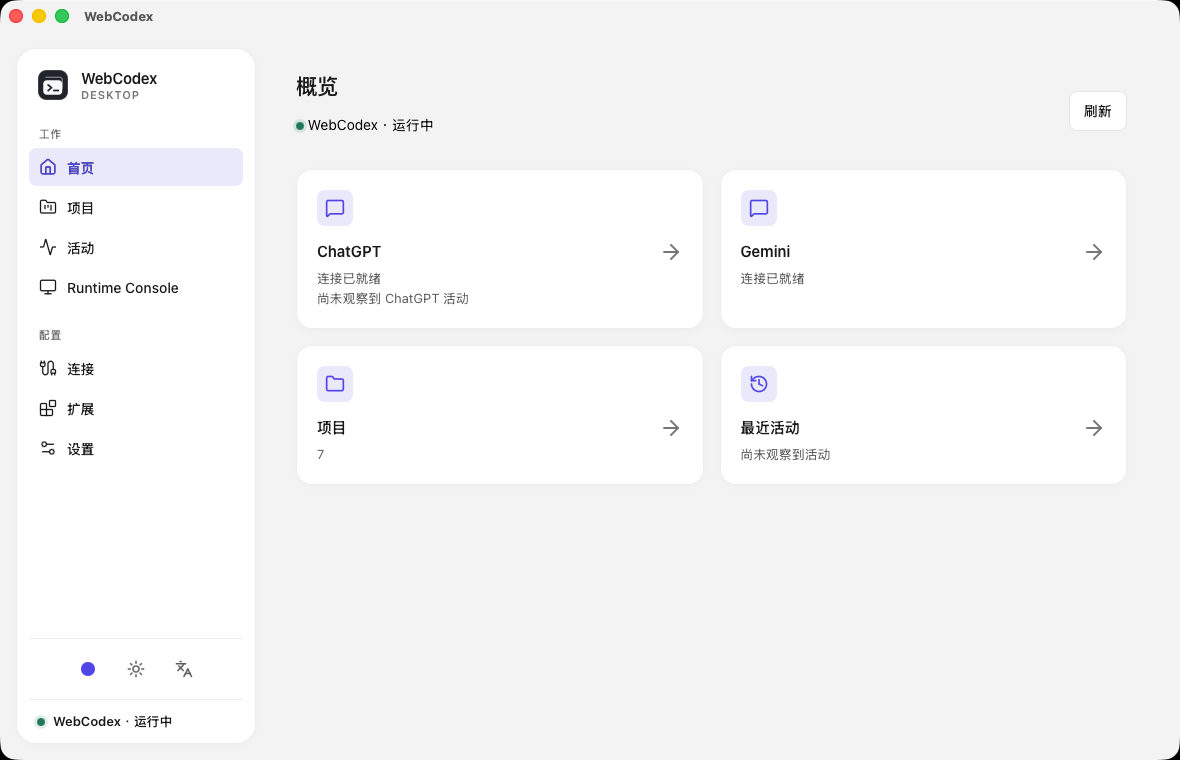 WebCodex
WebCodex
DESKTOP
工作
首页
项目
活动
Runtime Console
配置
连接
扩展
设置
WebCodex · 运行中
概览
WebCodex · 运行中
刷新
ChatGPT
连接已就绪
尚未观察到 ChatGPT 活动
Gemini
连接已就绪
项目
7
最近活动
尚未观察到活动